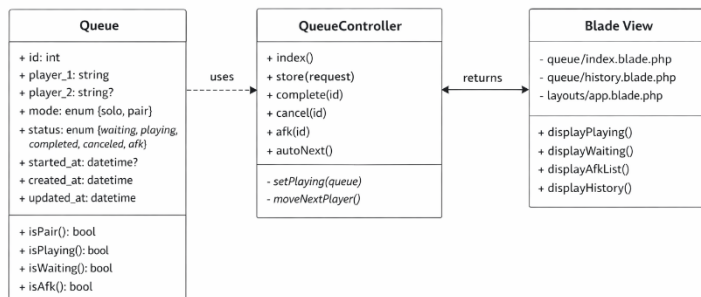 Queue
+ id: int
+ player_1: string
+ player_2: string?
+ mode: enum {solo, pair}
+ status: enum {waiting, playing,
completed, canceled, afk}
+ started_at: datetime?
+ created_at: datetime
+ updated_at: datetime
+ isPair(): bool
+ isPlaying(): bool
+ isWaiting(): bool
+ isAfk(): bool
uses
QueueController
+ index()
+ store(request)
+ complete(id)
+ cancel(id)
+ afk(id)
+ autoNext()
- setPlaying(queue)
- moveNextPlayer()
returns
Blade View
- queue/index.blade.php
- queue/history.blade.php
- layouts/app.blade.php
+ displayPlaying()
+ displayWaiting()
+ displayAfkList()
+ displayHistory()